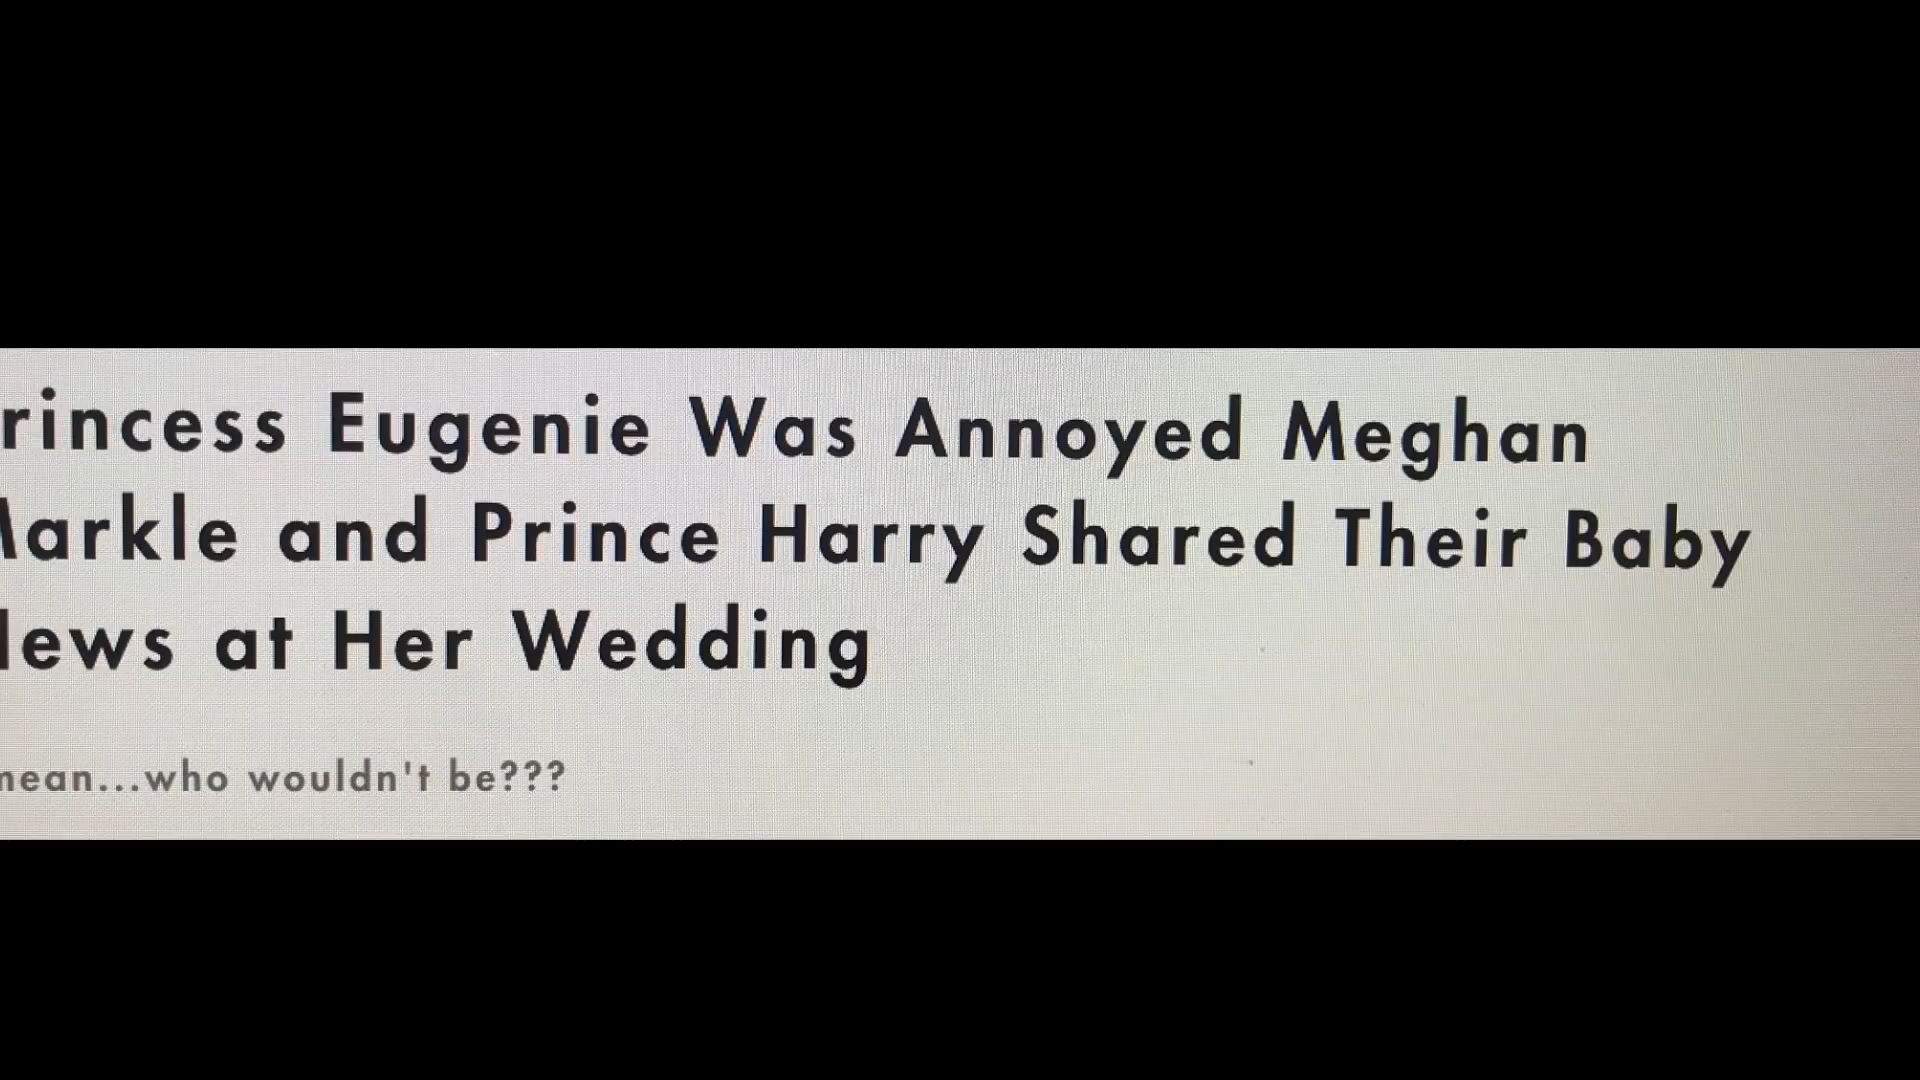 rincess Eugenie Was Annoyed Meghan
arkle and Prince Harry Shared Their Baby
ews at Her Wedding
mean...who wouldn't be???